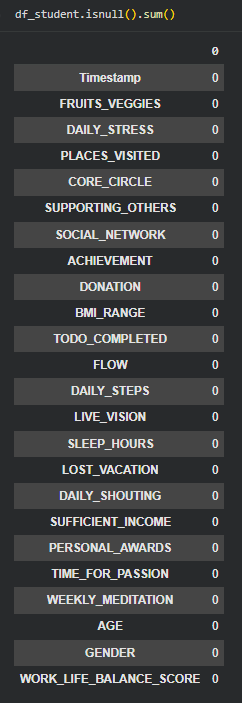 df_student.isnull().sum()
0
Timestamp 0
FRUITS_VEGGIES 0
DAILY_STRESS 0
PLACES_VISITED 0
CORE_CIRCLE 0
SUPPORTING_OTHERS 0
SOCIAL_NETWORK 0
ACHIEVEMENT 0
DONATION 0
BMI_RANGE 0
TODO_COMPLETED 0
FLOW 0
DAILY_STEPS 0
LIVE_VISION 0
SLEEP_HOURS 0
LOST_VACATION 0
DAILY_SHOUTING 0
SUFFICIENT_INCOME 0
PERSONAL_AWARDS 0
TIME_FOR_PASSION 0
WEEKLY_MEDITATION 0
AGE 0
GENDER 0
WORK_LIFE_BALANCE_SCORE 0